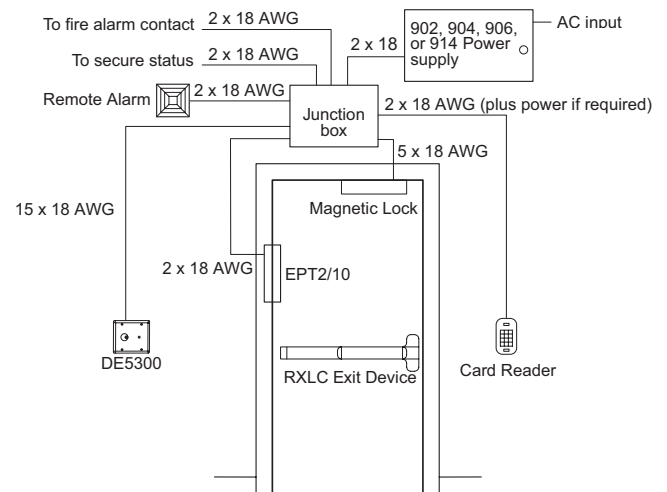 To fire alarm contact
2 x 18 AWG
To secure status
2 x 18 AWG
2 x 18
902, 904, 906,
or 914 Power
supply
AC input
Remote Alarm
2 x 18 AWG
Junction
box
2 x 18 AWG (plus power if required)
5 x 18 AWG
15 x 18 AWG
Magnetic Lock
2 x 18 AWG
EPT2/10
DE5300
RXLC Exit Device
Card Reader